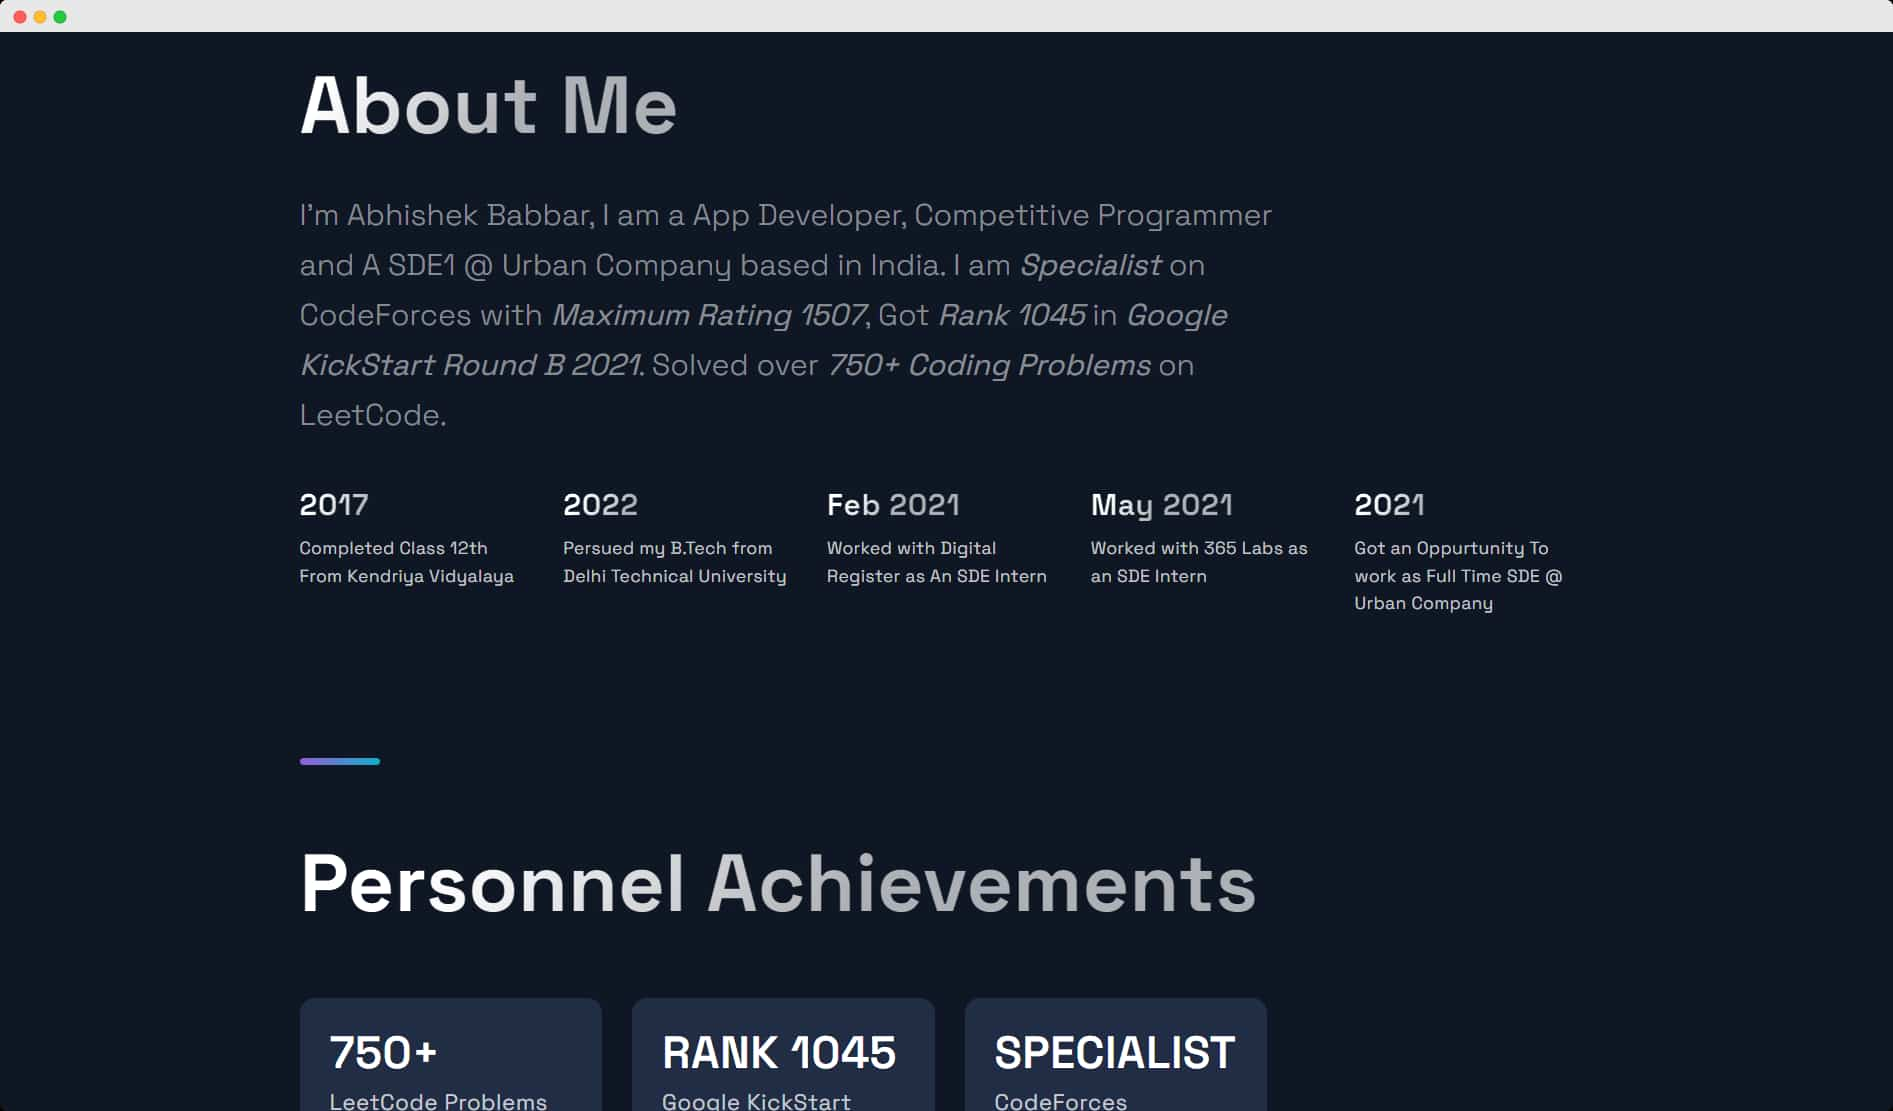 About Me
I'm Abhishek Babbar, I am a App Developer, Competitive Programmer
and A SDE1 @ Urban Company based in India. I am Specialist on
CodeForces with Maximum Rating 1507, Got Rank 1045 in Google
KickStart Round B 2021. Solved over 750+ Coding Problems on
LeetCode.
2017
Completed Class 12th
From Kendriya Vidyalaya
2022
Persued my B.Tech from
Delhi Technical University
Feb 2021
Worked with Digital
Register as An SDE Intern
May 2021
Worked with 365 Labs as
an SDE Intern
2021
Got an Oppurtunity To
work as Full Time SDE @
Urban Company
Personnel Achievements
750+
LeetCode Problems
RANK 1045
Google KickStart
SPECIALIST
CodeForces